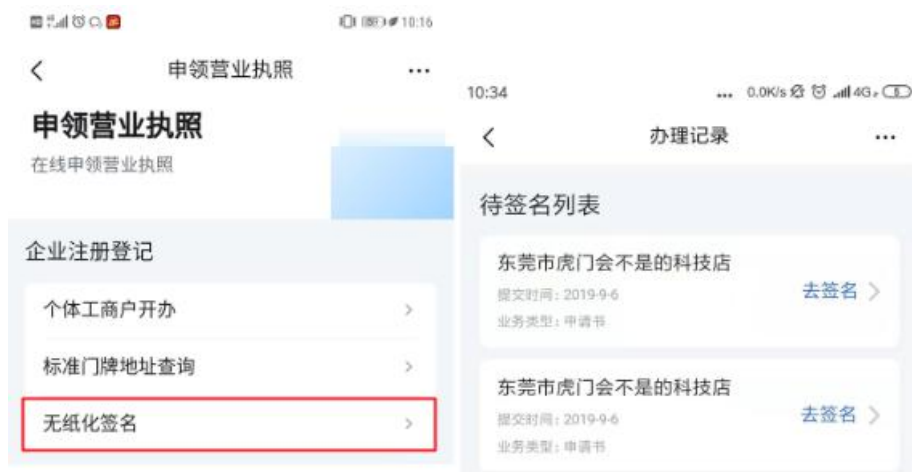 10:16
申领营业执照
申领营业执照
在线申领营业执照
企业注册登记
个体工商户开办
标准门牌地址查询
无纸化签名
10:34
0.0K/s
4G
办理记录
待签名列表
东莞市虎门会不是的科技店
提交时间：2019-9-6
业务类型：申请书
去签名
东莞市虎门会不是的科技店
提交时间：2019-9-6
业务类型：申请书
去签名